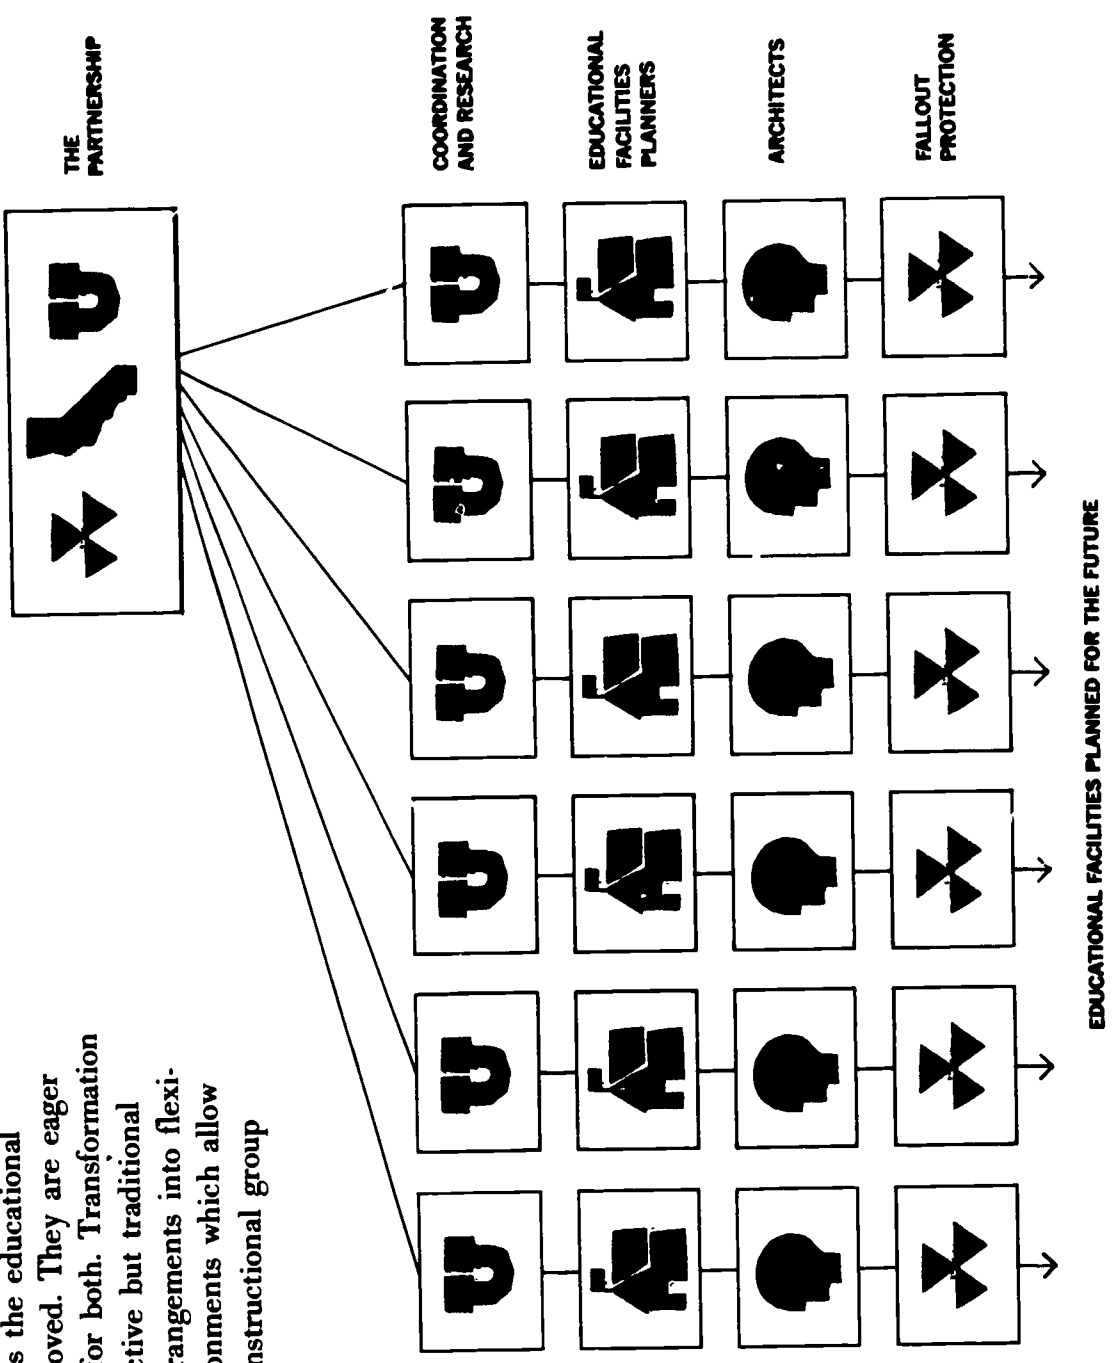 s the educational
oved. They are eager
for both. Transformation
ctive but traditional
rangements into flexi-
onments which allow
nstructional group
THE
PARTNERSHIP
COORDINATION
AND RESEARCH
EDUCATIONAL
FACILITIES
PLANNERS
ARCHITECTS
FALLOUT
PROTECTION
EDUCATIONAL FACILITIES PLANNED FOR THE FUTURE